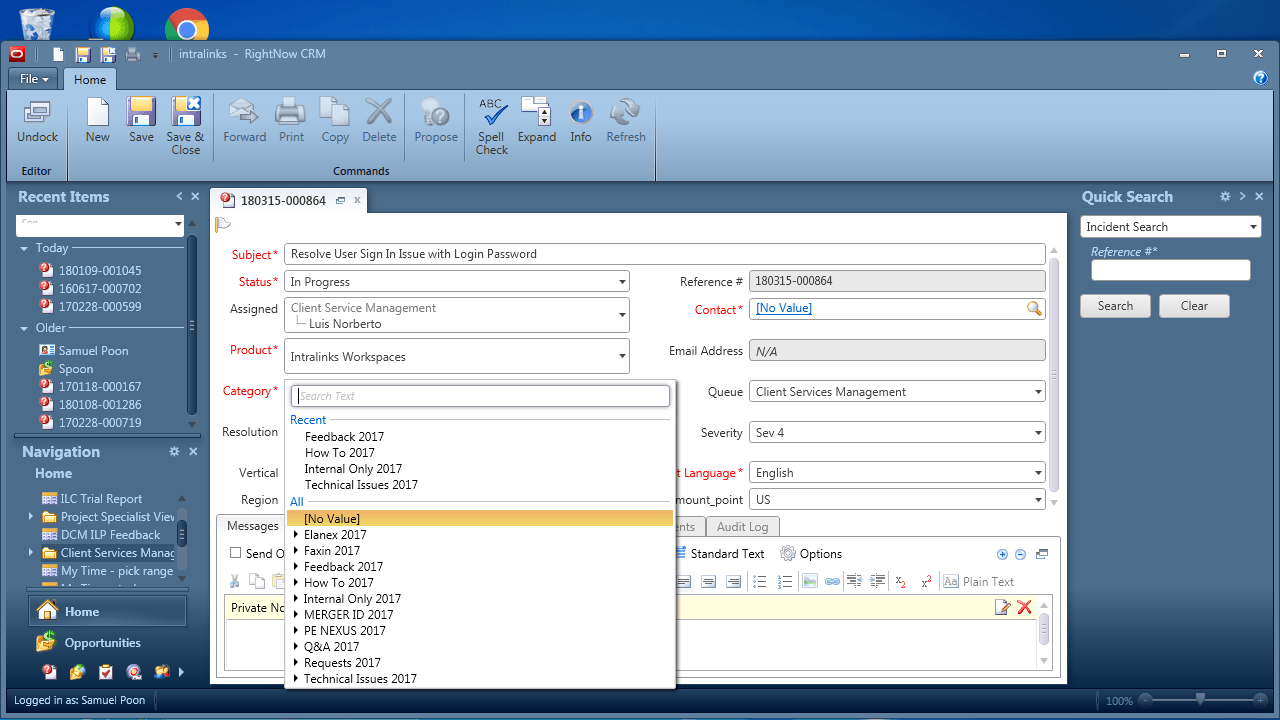 intralinks - RightNow CRM
File
Home
Undock
New
Save
Save & Close
Forward
Print
Copy
Delete
Propose
ABC
Spell Check
Expand
Info
Refresh
Editor
Commands
Recent Items
Today
180109-001045
160617-000702
170228-000599
Older
Samuel Poon
Spoon
170118-000167
180108-001286
170228-000719
Navigation
Home
ILC Trial Report
Project Specialist View
DCM ILP Feedback
Client Services Manag
My Time - pick range
Home
Opportunities
180315-000864
Subject* Resolve User Sign In Issue with Login Password
Status* In Progress
Reference # 180315-000864
Assigned Client Service Management
Luis Norberto
Contact* [No Value]
Product* Intralinks Workspaces
Email Address N/A
Category*
Search Text
Queue Client Services Management
Recent
Feedback 2017
How To 2017
Internal Only 2017
Technical Issues 2017
All
[No Value]
Elanex 2017
Faxin 2017
Feedback 2017
How To 2017
Internal Only 2017
MERGER ID 2017
PE NEXUS 2017
Q&A 2017
Requests 2017
Technical Issues 2017
Resolution
Severity Sev 4
Vertical
t Language* English
Region
mount_point US
Messages
ents
Audit Log
Send O
Standard Text
Options
Plain Text
Private No
Quick Search
Incident Search
Reference #*
Search
Clear
Logged in as: Samuel Poon
100%